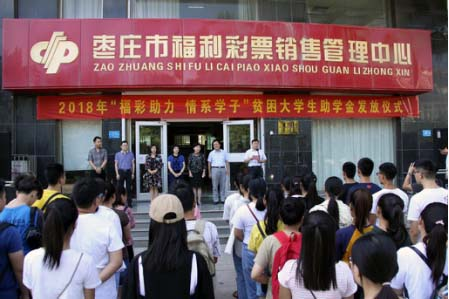 枣庄市福利彩票销售管理中心
ZAO ZHUANG SHI FU LI CAI PIAO XIAO SHOU GUAN LI ZHONG XIN
2018年“福彩助力 情系学子”贫困大学生助学金发放仪式